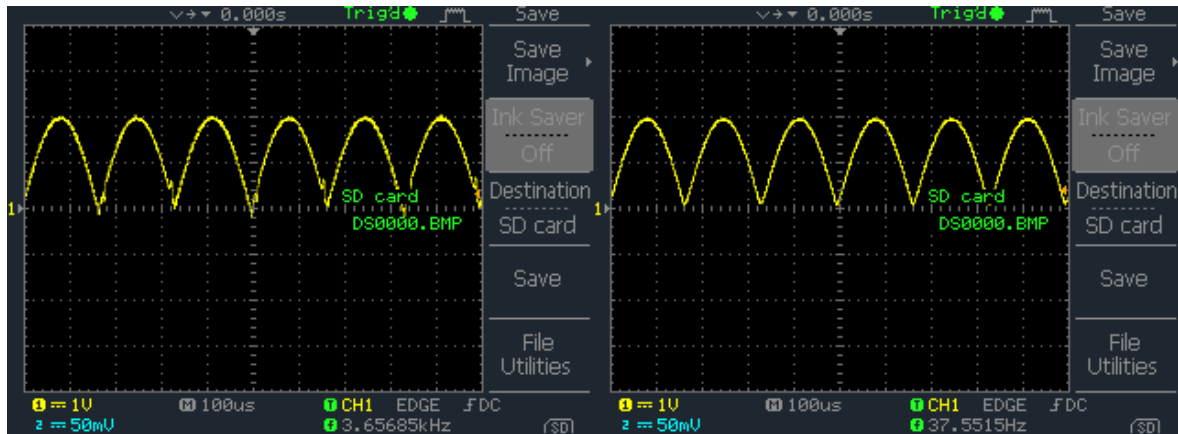 0.000s Trig'd Save
Save
Image
Ink Saver
Off
SD card
DS0000.BMP
Destination
SD card
1
Save
File
Utilities
1 1V M 100us T CH1 EDGE DC
2 50mV f 3.65685kHz SD
0.000s Trig'd Save
Save
Image
Ink Saver
Off
SD card
DS0000.BMP
Destination
SD card
1
Save
File
Utilities
1 1V M 100us T CH1 EDGE DC
2 50mV f 37.5515Hz SD